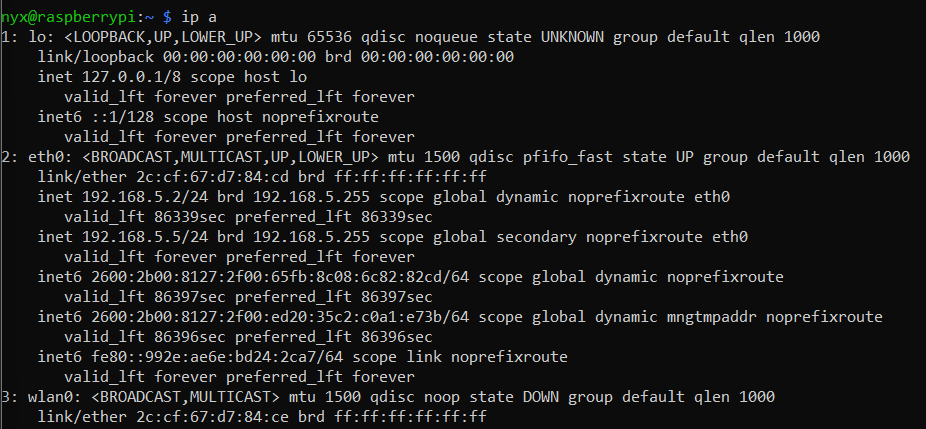 nyx@raspberrypi:~ $ ip a
1: lo: <LOOPBACK,UP,LOWER_UP> mtu 65536 qdisc noqueue state UNKNOWN group default qlen 1000
    link/loopback 00:00:00:00:00:00 brd 00:00:00:00:00:00
    inet 127.0.0.1/8 scope host lo
       valid_lft forever preferred_lft forever
    inet6 ::1/128 scope host noprefixroute
       valid_lft forever preferred_lft forever
2: eth0: <BROADCAST,MULTICAST,UP,LOWER_UP> mtu 1500 qdisc pfifo_fast state UP group default qlen 1000
    link/ether 2c:cf:67:d7:84:cd brd ff:ff:ff:ff:ff:ff
    inet 192.168.5.2/24 brd 192.168.5.255 scope global dynamic noprefixroute eth0
       valid_lft 86339sec preferred_lft 86339sec
    inet 192.168.5.5/24 brd 192.168.5.255 scope global secondary noprefixroute eth0
       valid_lft forever preferred_lft forever
    inet6 2600:2b00:8127:2f00:65fb:8c08:6c82:82cd/64 scope global dynamic noprefixroute
       valid_lft 86397sec preferred_lft 86397sec
    inet6 2600:2b00:8127:2f00:ed20:35c2:c0a1:e73b/64 scope global dynamic mngtmpaddr noprefixroute
       valid_lft 86396sec preferred_lft 86396sec
    inet6 fe80::992e:ae6e:bd24:2ca7/64 scope link noprefixroute
       valid_lft forever preferred_lft forever
3: wlan0: <BROADCAST,MULTICAST> mtu 1500 qdisc noop state DOWN group default qlen 1000
    link/ether 2c:cf:67:d7:84:ce brd ff:ff:ff:ff:ff:ff